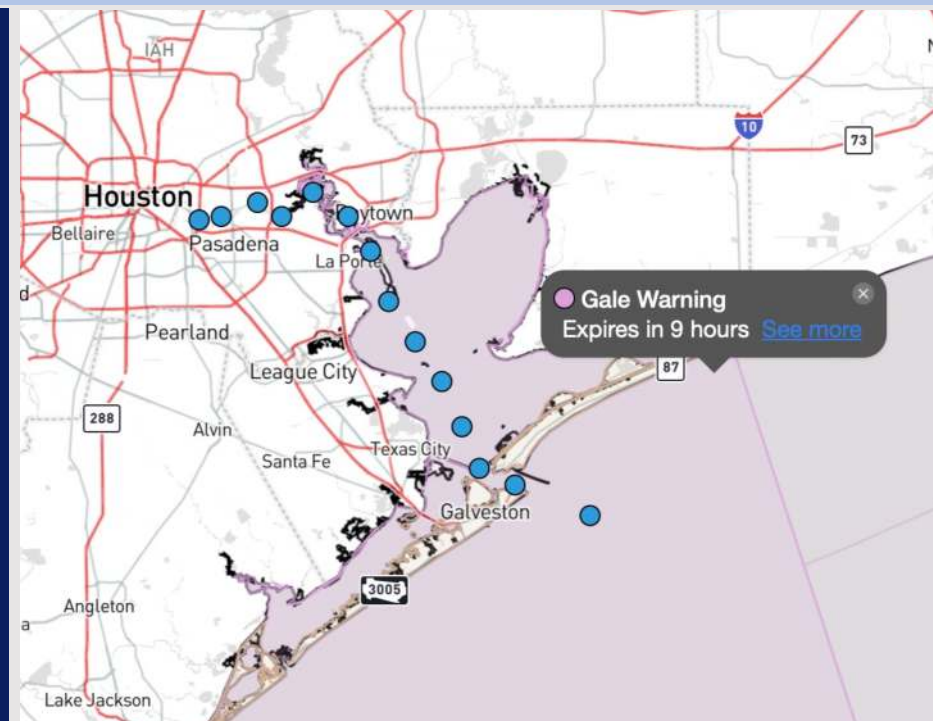 IAH
N
10
73
Houston
Baytown
Bellaire
Pasadena
La Porte
d
Gale Warning
Expires in 9 hours See more
Pearland
League City
87
288
Alvin
Texas City
Santa Fe
Galveston
3005
Angleton
a
Lake Jackson